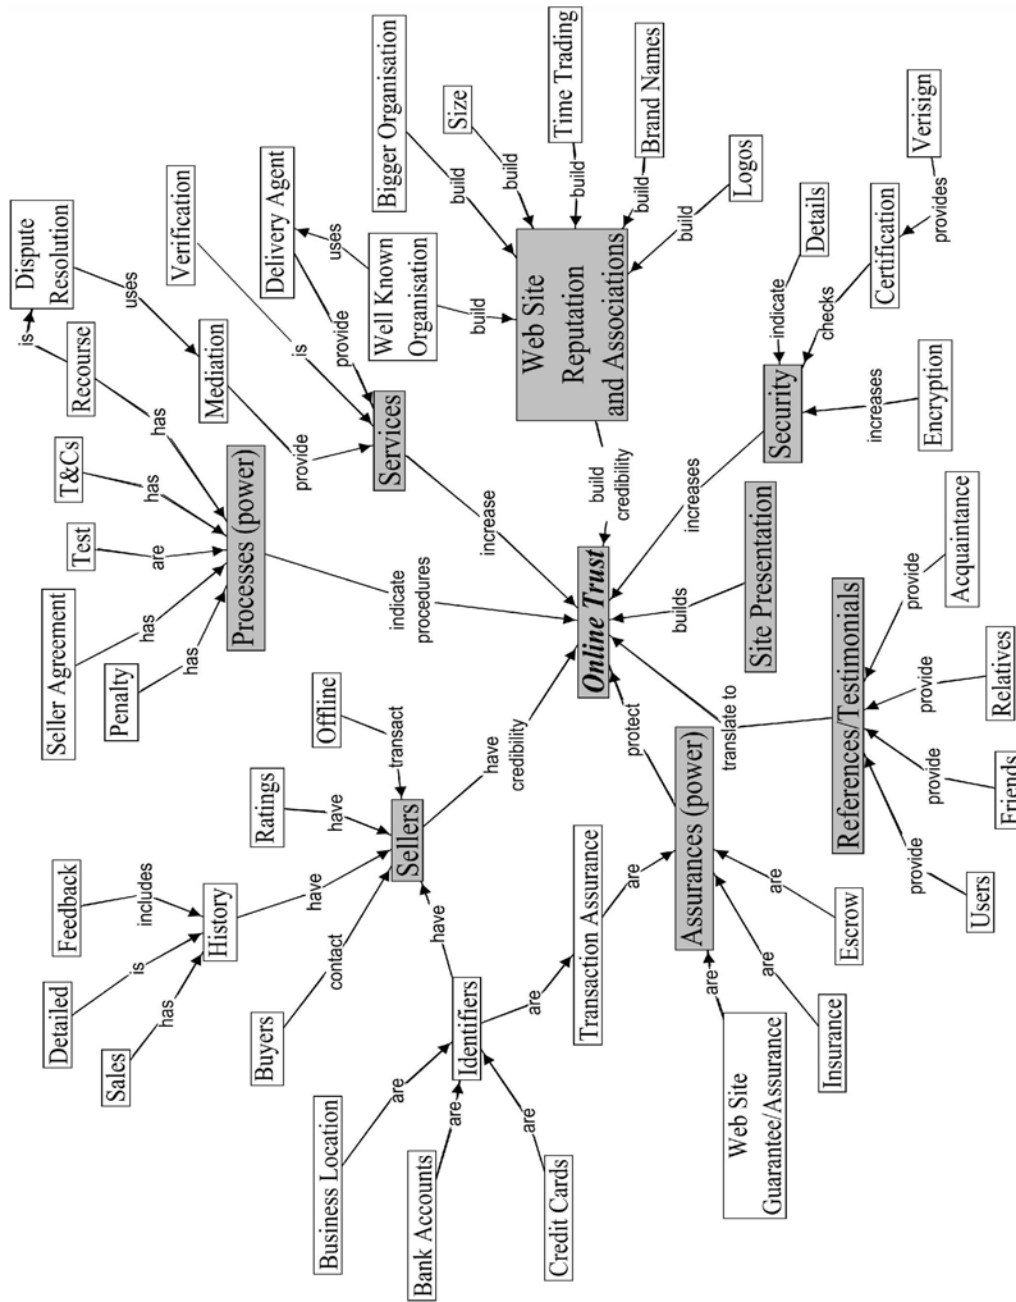 Dispute
Resolution
is
Detailed
Feedback
Seller Agreement
Test
T&Cs
Recourse
Sales
Penalty
uses
includes
is
has
has
are
has
has
has
Verification
History
Mediation
Processes (power)
Buyers
Ratings
Delivery Agent
is
provide
have
have
contact
Business Location
Offline
provide
uses
Bigger Organisation
Well Known
Organisation
Services
Sellers
transact
are
indicate
procedures
Bank Accounts
have
Identifiers
are
build
build
Size
increase
have
credibility
are
are
Credit Cards
build
Web Site
Reputation
and Associations
Time Trading
build
build
credibility
Transaction Assurance
Online Trust
Brand Names
build
are
protect
builds
increases
build
Logos
Assurances (power)
translate to
Site Presentation
Security
indicate
Details
are
are
are
Web Site
Guarantee/Assurance
Insurance
Escrow
References/Testimonials
increases
checks
Certification
provide
provide
provide
provide
Encryption
provides
Verisign
Users
Friends
Relatives
Acquaintance